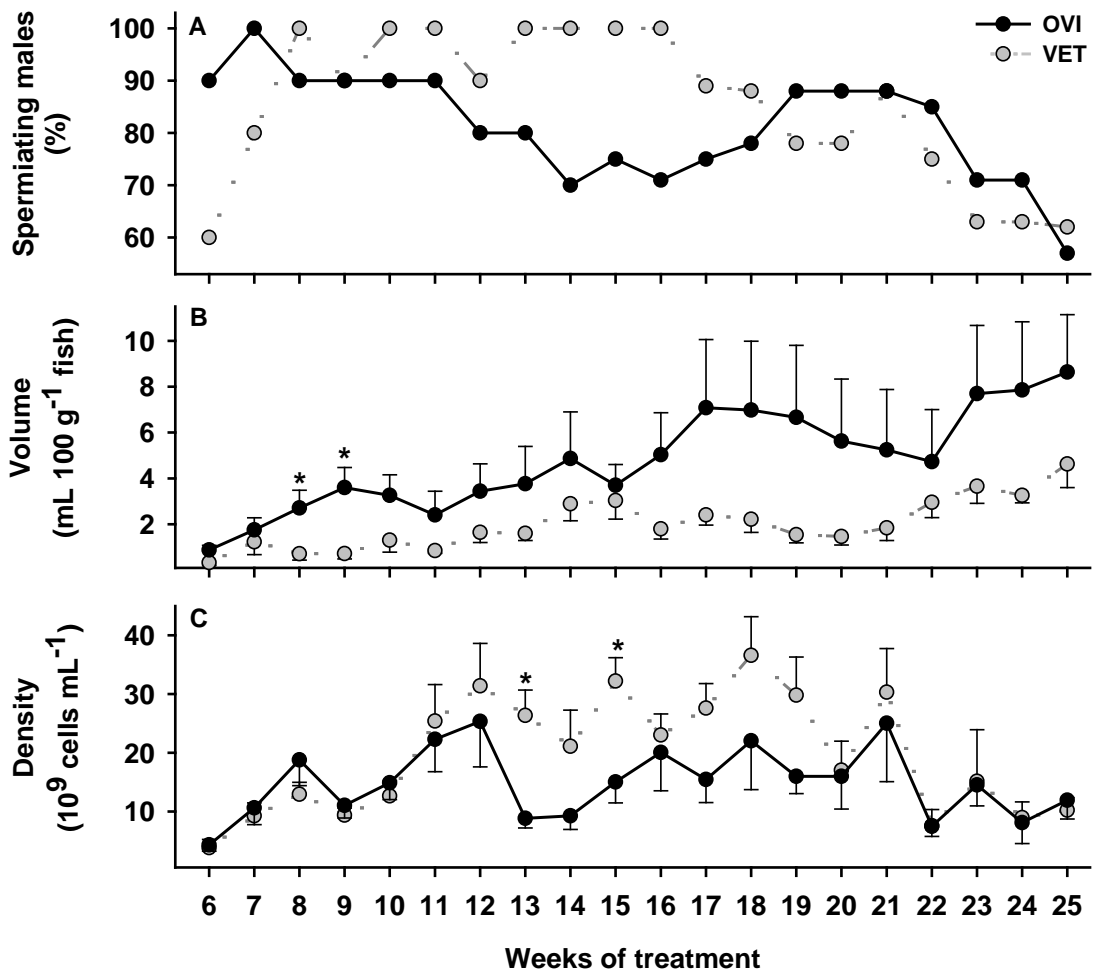 A
OVI
VET
Spermiating males
(%)
100
90
80
70
60
B
Volume
(mL 100 g⁻¹ fish)
10
8
6
4
2
*
*
C
Density
(10⁹ cells mL⁻¹)
40
30
20
10
*
*
6 7 8 9 10 11 12 13 14 15 16 17 18 19 20 21 22 23 24 25
Weeks of treatment